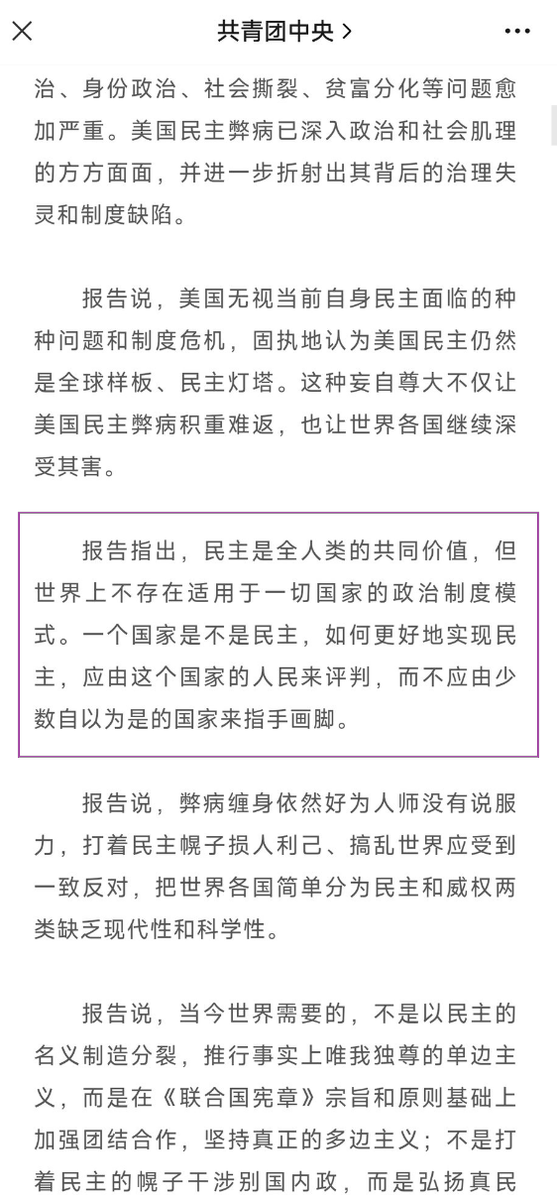 共青团中央
治、身份政治、社会撕裂、贫富分化等问题愈
加严重。美国民主弊病已深入政治和社会肌理
的方方面面，并进一步折射出其背后的治理失
灵和制度缺陷。
报告说，美国无视当前自身民主面临的种
种问题和制度危机，固执地认为美国民主仍然
是全球样板、民主灯塔。这种妄自尊大不仅让
美国民主弊病积重难返，也让世界各国继续深
受其害。
报告指出，民主是全人类的共同价值，但
世界上不存在适用于一切国家的政治制度模
式。一个国家是不是民主，如何更好地实现民
主，应由这个国家的人民来评判，而不应由少
数自以为是的国家来指手画脚。
报告说，弊病缠身依然好为人师没有说服
力，打着民主幌子损人利己、搞乱世界应受到
一致反对，把世界各国简单分为民主和威权两
类缺乏现代性和科学性。
报告说，当今世界需要的，不是以民主的
名义制造分裂，推行事实上唯我独尊的单边主
义，而是在《联合国宪章》宗旨和原则基础上
加强团结合作，坚持真正的多边主义；不是打
着民主的幌子干涉别国内政，而是弘扬真民